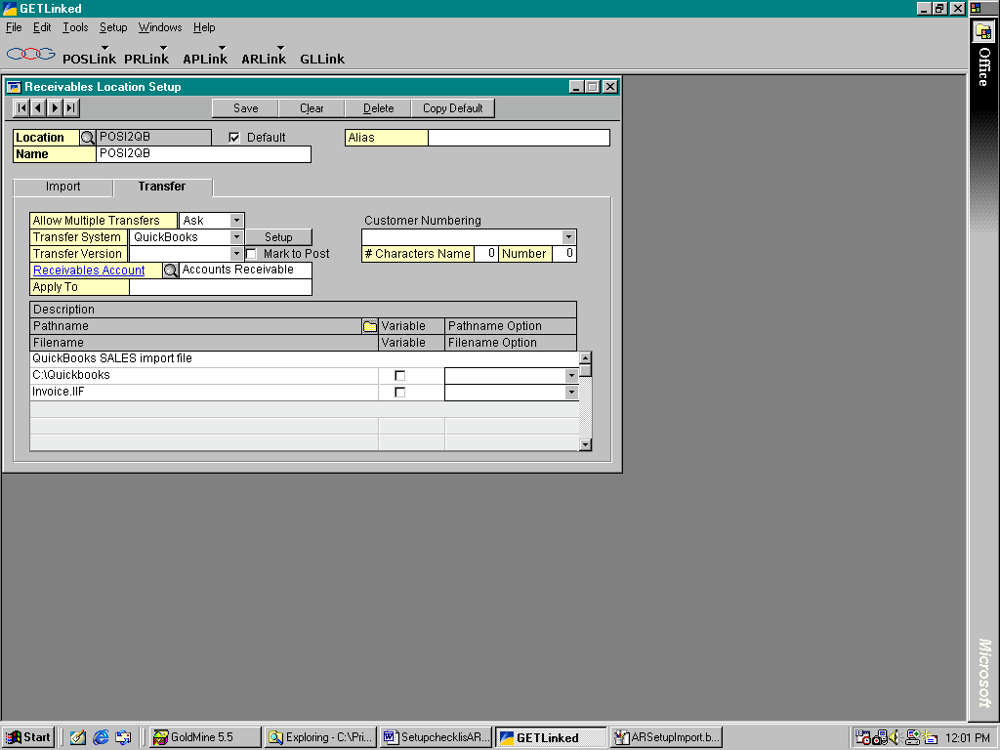 GETLinked
File Edit Tools Setup Windows Help
POSLink PRLink APLink ARLink GLLink
Receivables Location Setup
Save Clear Delete Copy Default
Location POSI2QB Default Alias
Name POSI2QB
Import Transfer
Allow Multiple Transfers Ask Customer Numbering
Transfer System QuickBooks Setup
Transfer Version Mark to Post # Characters Name 0 Number 0
Receivables Account Accounts Receivable
Apply To
Description
Pathname Variable Pathname Option
Filename Variable Filename Option
QuickBooks SALES import file
C:\Quickbooks
Invoice.IIF
Office
Microsoft
Start GoldMine 5.5 Exploring - C:\Pri... SetupchecklisAR... GETLinked ARSetupImport.b... 12:01 PM